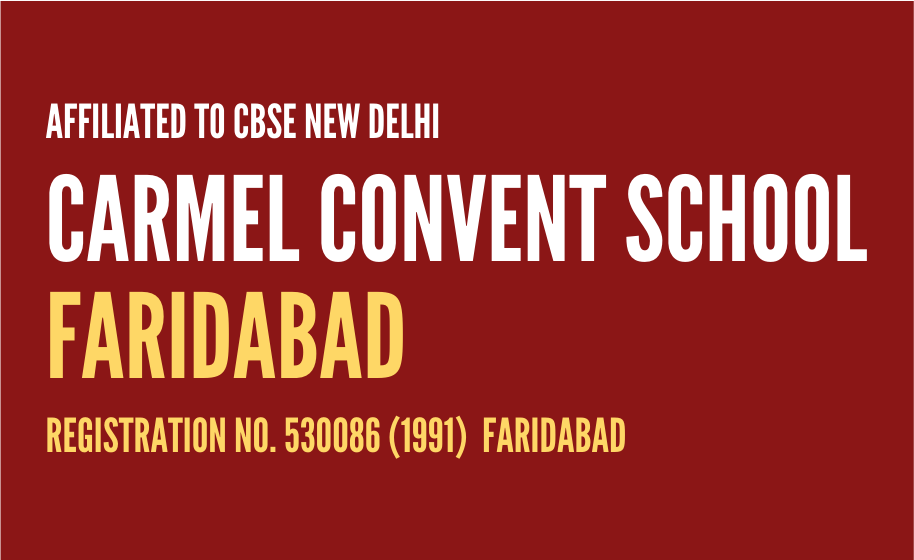 AFFILIATED TO CBSE NEW DELHI
CARMEL CONVENT SCHOOL
FARIDABAD
REGISTRATION NO. 530086 (1991) FARIDABAD